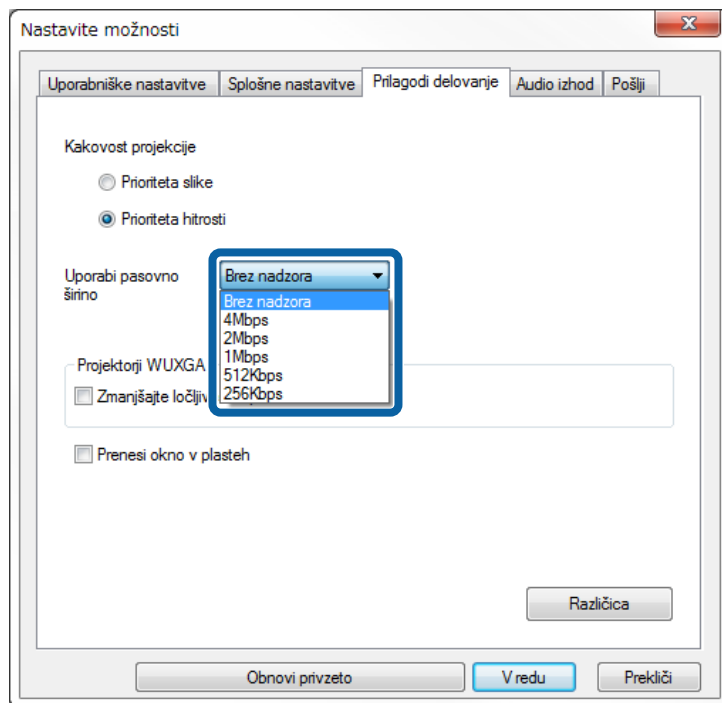 Nastavite možnosti
Uporabniške nastavitve
Splošne nastavitve
Prilagodi delovanje
Audio izhod
Pošlji
Kakovost projekcije
Prioriteta slike
Prioriteta hitrosti
Uporabi pasovno
širino
Brez nadzora
Brez nadzora
4Mbps
2Mbps
1Mbps
512Kbps
256Kbps
Projektorji WUXGA
Zmanjšajte
Prenesi okno v plasteh
Različica
Obnovi privzeto
V redu
Prekliči